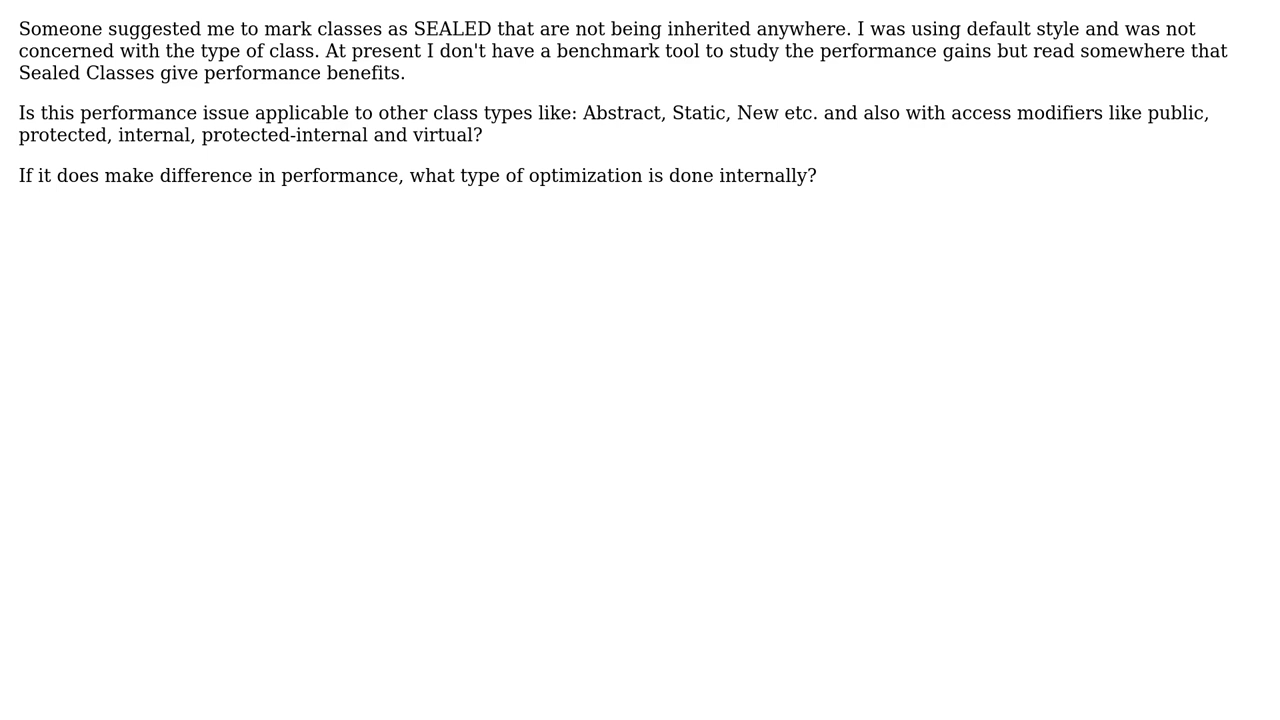 Someone suggested me to mark classes as SEALED that are not being inherited anywhere. I was using default style and was not
concerned with the type of class. At present I don't have a benchmark tool to study the performance gains but read somewhere that
Sealed Classes give performance benefits.
Is this performance issue applicable to other class types like: Abstract, Static, New etc. and also with access modifiers like public,
protected, internal, protected-internal and virtual?
If it does make difference in performance, what type of optimization is done internally?